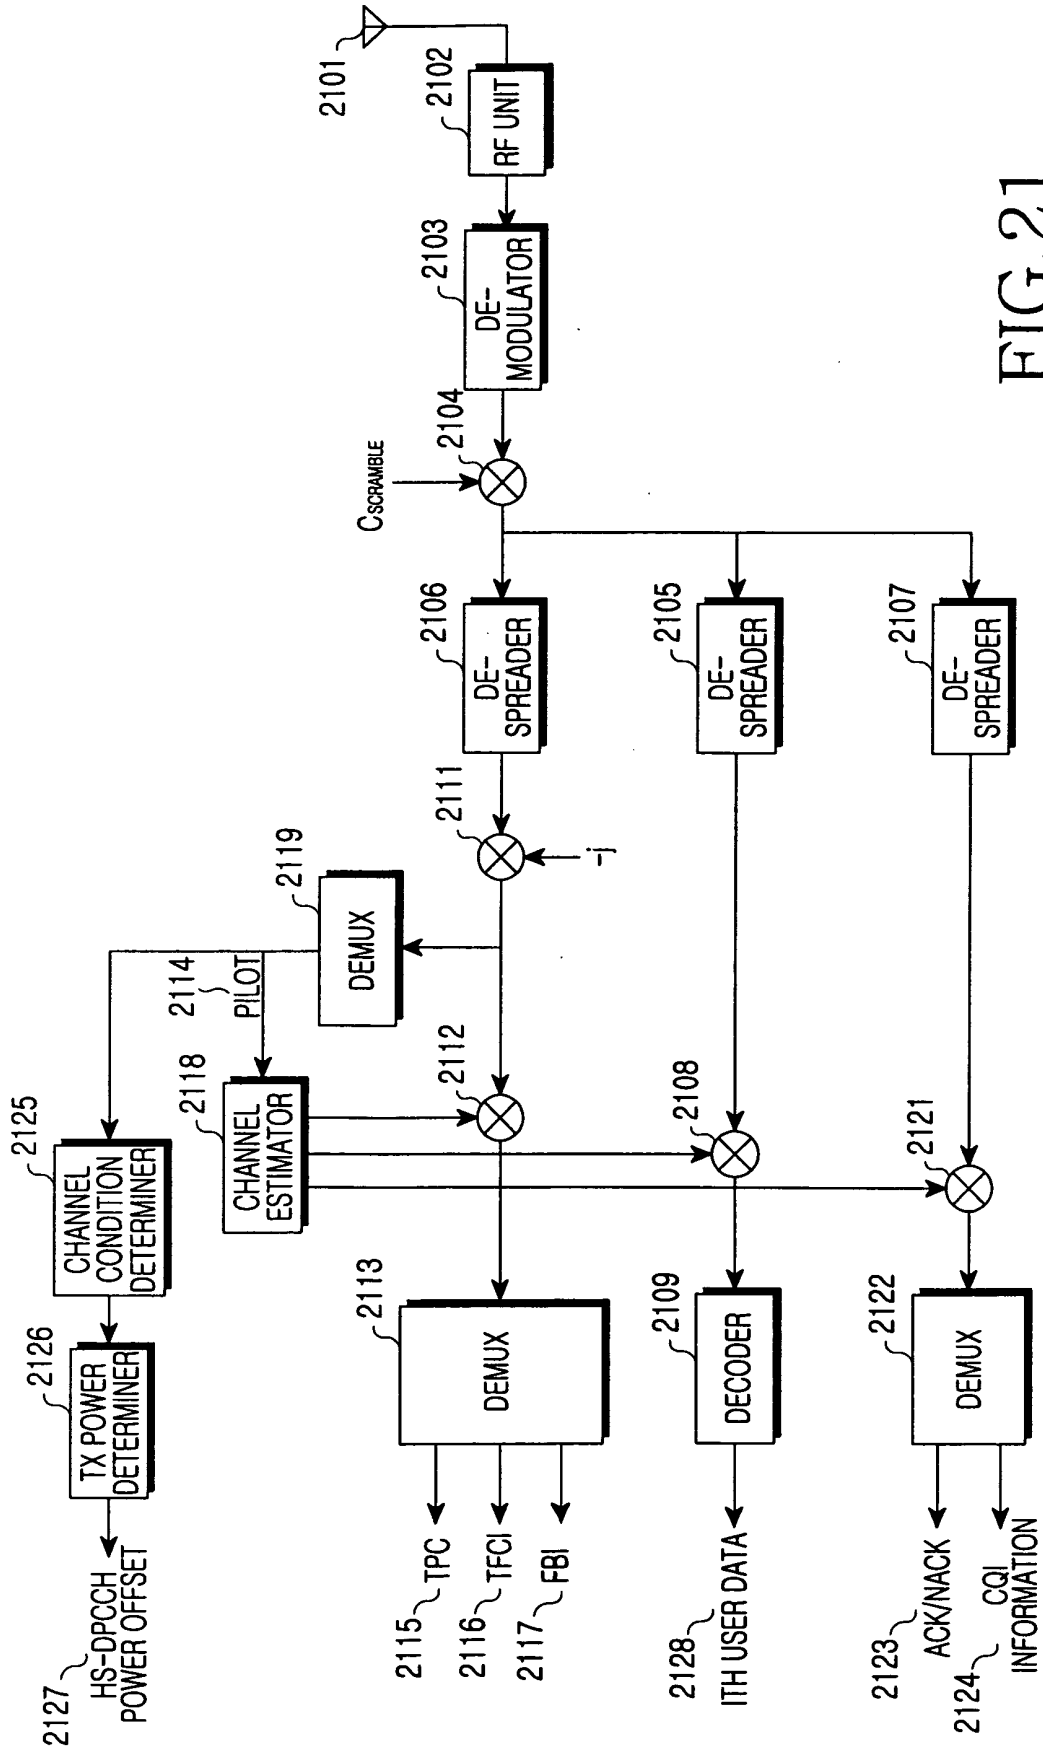 2101
2102
RF UNIT
2103
DE-
MODULATOR
2104
CSCRAMBLE
2106
DE-
SPREADER
2105
DE-
SPREADER
2107
DE-
SPREADER
2111
-j
2119
DEMUX
2114
PILOT
2118
CHANNEL
ESTIMATOR
2112
2108
2121
2125
CHANNEL
CONDITION
DETERMINER
2126
TX POWER
DETERMINER
2127
HS-DPCCH
POWER OFFSET
2113
DEMUX
2115
TPC
2116
TFCI
2117
FBI
2109
DECODER
2128
ITH USER DATA
2122
DEMUX
2123
ACK/NACK
2124
CQI
INFORMATION
FIG.21